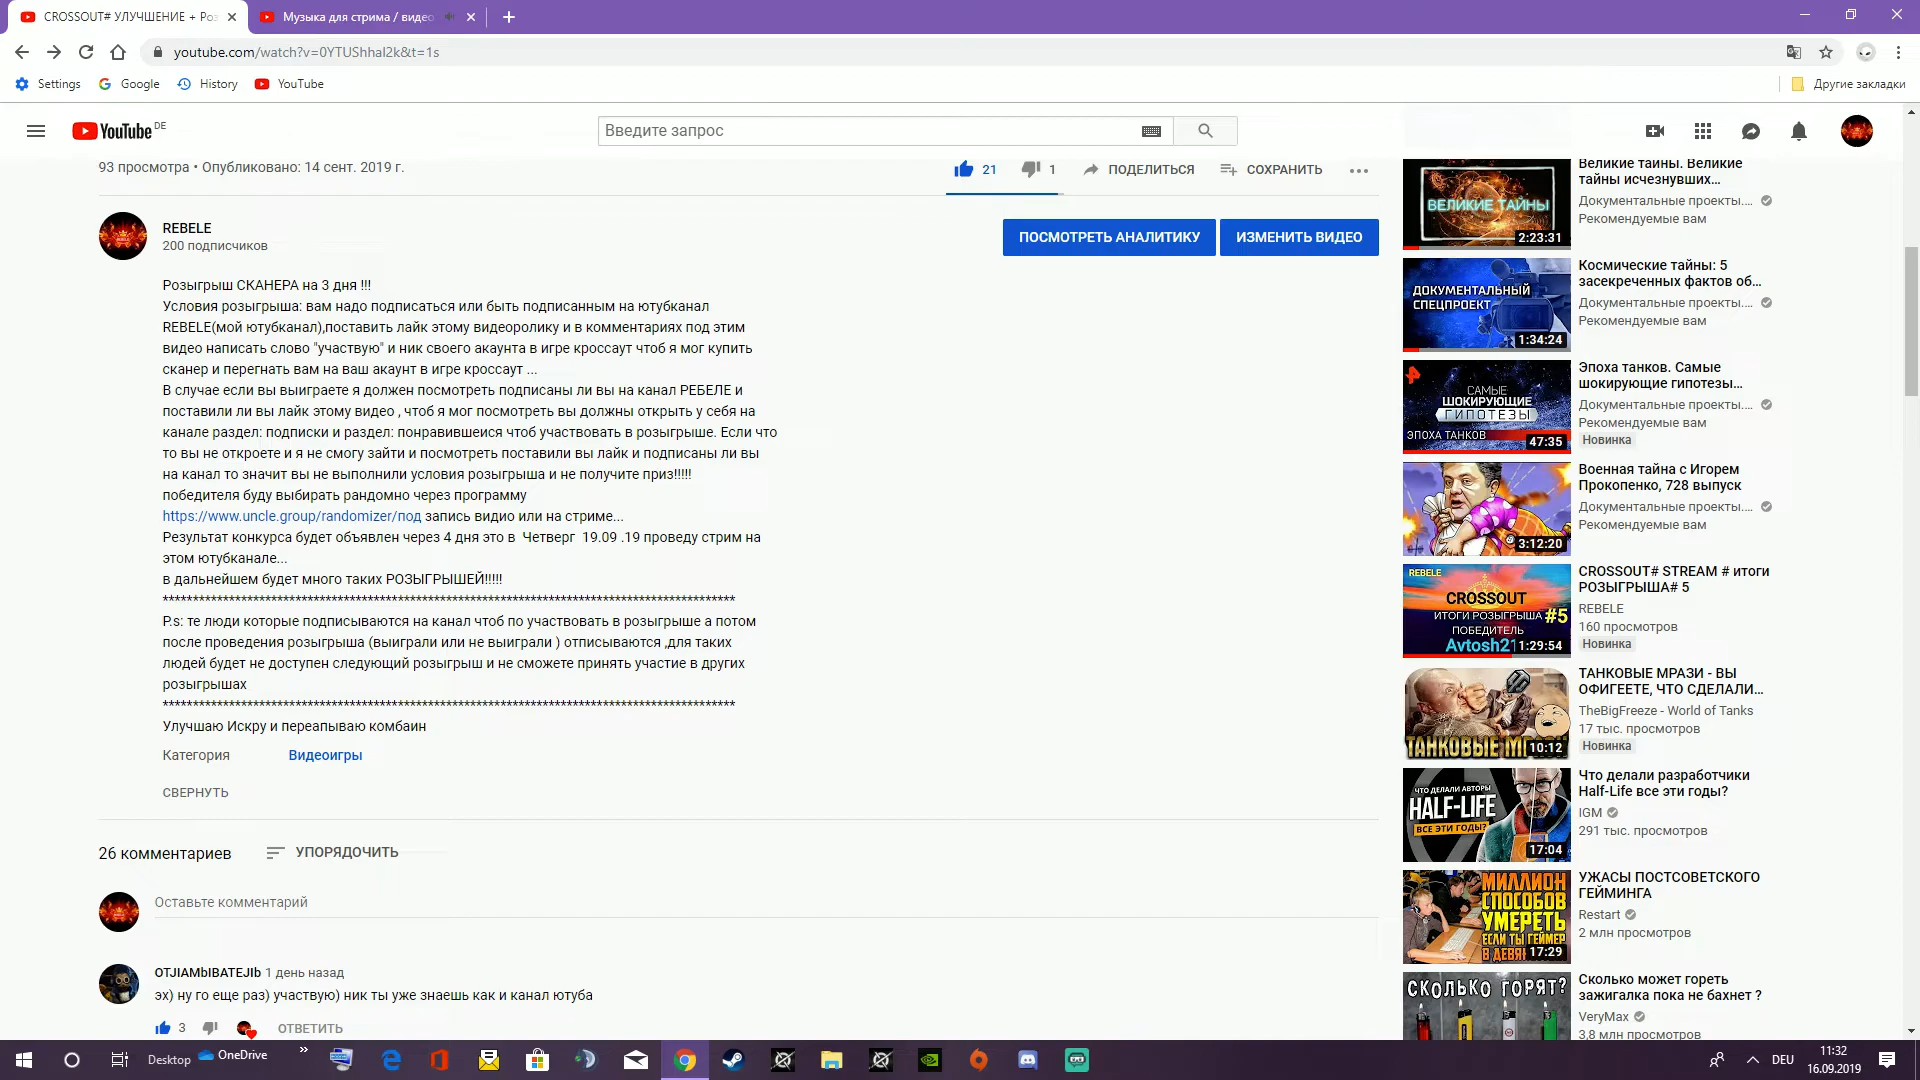 CROSSOUT# УЛУЧШЕНИЕ + Роз
Музыка для стрима / видео
youtube.com/watch?v=0YTUShhaI2k&t=1s
Settings
Google
History
YouTube
Другие закладки
YouTube DE
Введите запрос
93 просмотра • Опубликовано: 14 сент. 2019 г.
21
1
ПОДЕЛИТЬСЯ
СОХРАНИТЬ
REBELE
200 подписчиков
ПОСМОТРЕТЬ АНАЛИТИКУ
ИЗМЕНИТЬ ВИДЕО
Розыгрыш СКАНЕРА на 3 дня !!!
Условия розыгрыша: вам надо подписаться или быть подписанным на ютубканал
REBELE(мой ютубканал),поставить лайк этому видеоролику и в комментариях под этим
видео написать слово "участвую" и ник своего акаунта в игре кроссаут чтоб я мог купить
сканер и перегнать вам на ваш акаунт в игре кроссаут ...
В случае если вы выиграете я должен посмотреть подписаны ли вы на канал РЕБЕЛЕ и
поставили ли вы лайк этому видео , чтоб я мог посмотреть вы должны открыть у себя на
канале раздел: подписки и раздел: понравившеися чтоб участвовать в розыгрыше. Если что
то вы не откроете и я не смогу зайти и посмотреть поставили вы лайк и подписаны ли вы
на канал то значит вы не выполнили условия розыгрыша и не получите приз!!!!!
победителя буду выбирать рандомно через программу
https://www.uncle.group/randomizer/под запись видио или на стриме...
Результат конкурса будет объявлен через 4 дня это в Четверг 19.09 .19 проведу стрим на
этом ютубканале...
в дальнейшем будет много таких РОЗЫГРЫШЕЙ!!!!!
***********************************************************************************************
P.s: те люди которые подписываются на канал чтоб по участвовать в розыгрыше а потом
после проведения розыгрыша (выиграли или не выиграли ) отписываются ,для таких
людей будет не доступен следующий розыгрыш и не сможете принять участие в других
розыгрышах
***********************************************************************************************
Улучшаю Искру и переапываю комбаин
Категория
Видеоигры
СВЕРНУТЬ
26 комментариев
УПОРЯДОЧИТЬ
Оставьте комментарий
OTJIAMbIBATEJIb 1 день назад
эх) ну го еще раз) участвую) ник ты уже знаешь как и канал ютуба
3
ОТВЕТИТЬ
ВЕЛИКИЕ ТАЙНЫ
2:23:31
Великие тайны. Великие
тайны исчезнувших...
Документальные проекты....
Рекомендуемые вам
ДОКУМЕНТАЛЬНЫЙ
СПЕЦПРОЕКТ
1:34:24
Космические тайны: 5
засекреченных фактов об...
Документальные проекты....
Рекомендуемые вам
САМЫЕ
ШОКИРУЮЩИЕ
ГИПОТЕЗЫ
ЭПОХА ТАНКОВ
47:35
Эпоха танков. Самые
шокирующие гипотезы...
Документальные проекты....
Рекомендуемые вам
Новинка
3:12:20
Военная тайна с Игорем
Прокопенко, 728 выпуск
Документальные проекты....
Рекомендуемые вам
REBELE
CROSSOUT
ИТОГИ РОЗЫГРЫША #5
ПОБЕДИТЕЛЬ
Avtosh21
1:29:54
CROSSOUT# STREAM # итоги
РОЗЫГРЫША# 5
REBELE
160 просмотров
Новинка
ТАНКОВЫЕ МРАЗИ
10:12
ТАНКОВЫЕ МРАЗИ - ВЫ
ОФИГЕЕТЕ, ЧТО СДЕЛАЛИ...
TheBigFreeze - World of Tanks
17 тыс. просмотров
Новинка
ЧТО ДЕЛАЛИ АВТОРЫ
HALF-LIFE
ВСЕ ЭТИ ГОДЫ?
17:04
Что делали разработчики
Half-Life все эти годы?
IGM
291 тыс. просмотров
МИЛЛИОН
СПОСОБОВ
УМЕРЕТЬ
ЕСЛИ ТЫ ГЕЙМЕР
17:29
УЖАСЫ ПОСТСОВЕТСКОГО
ГЕЙМИНГА
Restart
2 млн просмотров
СКОЛЬКО ГОРЯТ?
Сколько может гореть
зажигалка пока не бахнет ?
VeryMax
3,8 млн просмотров
Desktop
OneDrive
DEU
11:32
16.09.2019